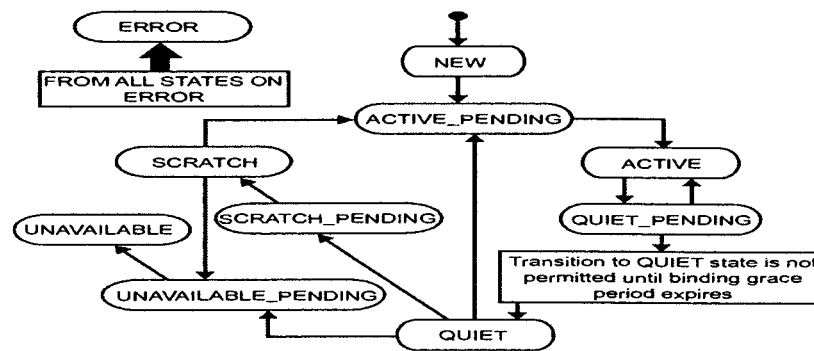 ERROR
FROM ALL STATES ON
ERROR
NEW
ACTIVE_PENDING
SCRATCH
ACTIVE
SCRATCH_PENDING
QUIET_PENDING
UNAVAILABLE
Transition to QUIET state is not
permitted until binding grace
period expires
UNAVAILABLE_PENDING
QUIET